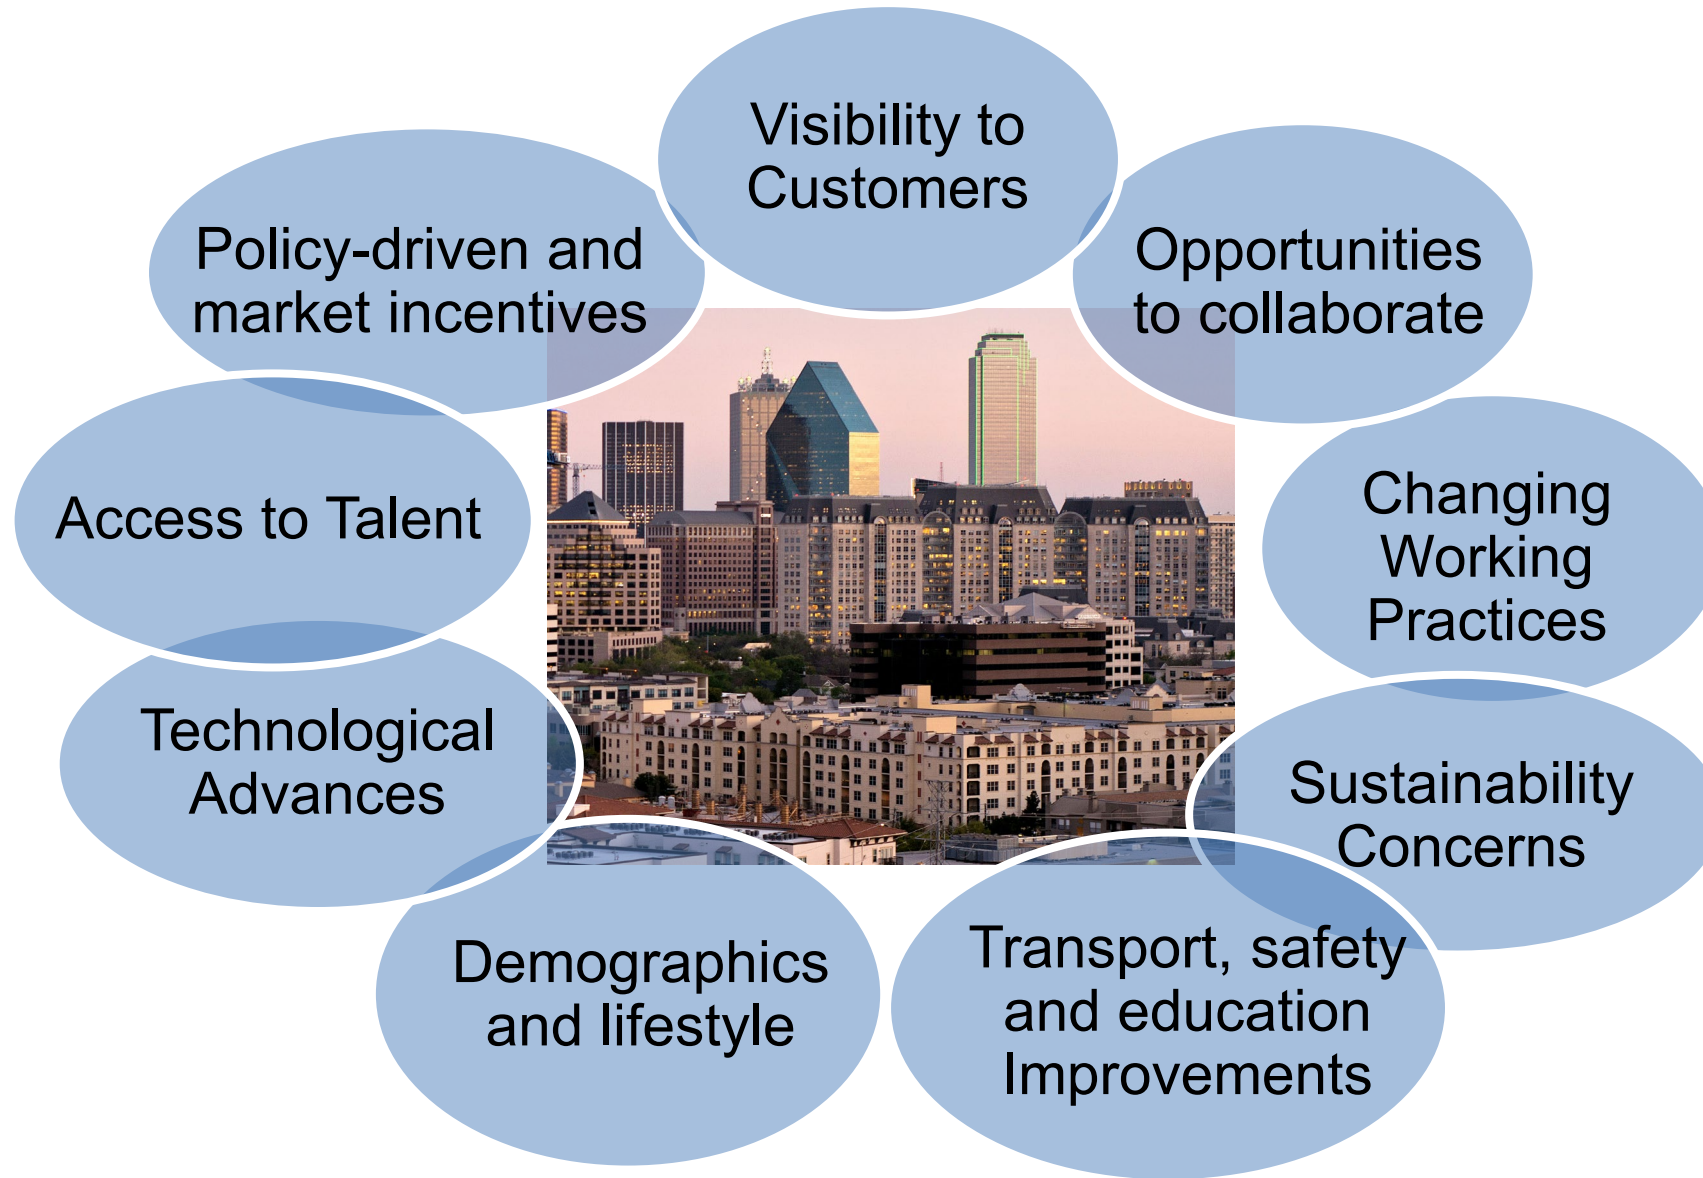 Visibility to
Customers
Policy-driven and
market incentives
Opportunities
to collaborate
Access to Talent
Changing
Working
Practices
Technological
Advances
Sustainability
Concerns
Demographics
and lifestyle
Transport, safety
and education
Improvements